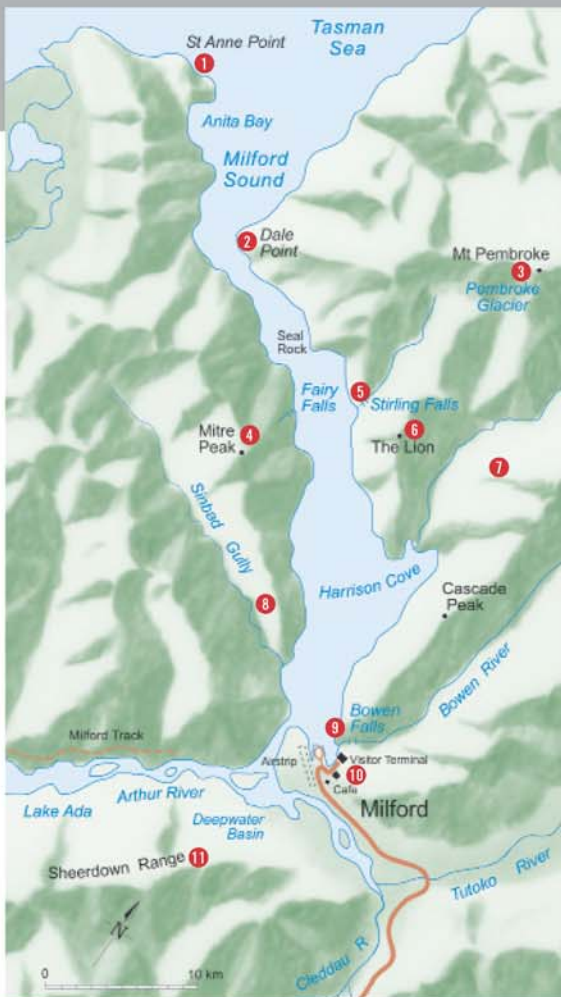 St Anne Point
Tasman
Sea
1
Anita Bay
Milford
Sound
2
Dale
Point
Mt Pembroke
3
Pembroke
Glacier
Seal
Rock
Fairy
Falls
5
Stirling Falls
4
Mitre
Peak
6
The Lion
7
Sinbad Gully
Harrison Cove
8
Cascade
Peak
Bowen River
9
Bowen
Falls
Milford Track
Airstrip
Visitor Terminal
10
Cafe
Milford
Lake Ada
Arthur River
Deepwater
Basin
Sheerdown Range
11
Tutoko River
N
Cleddau R
0
10 km